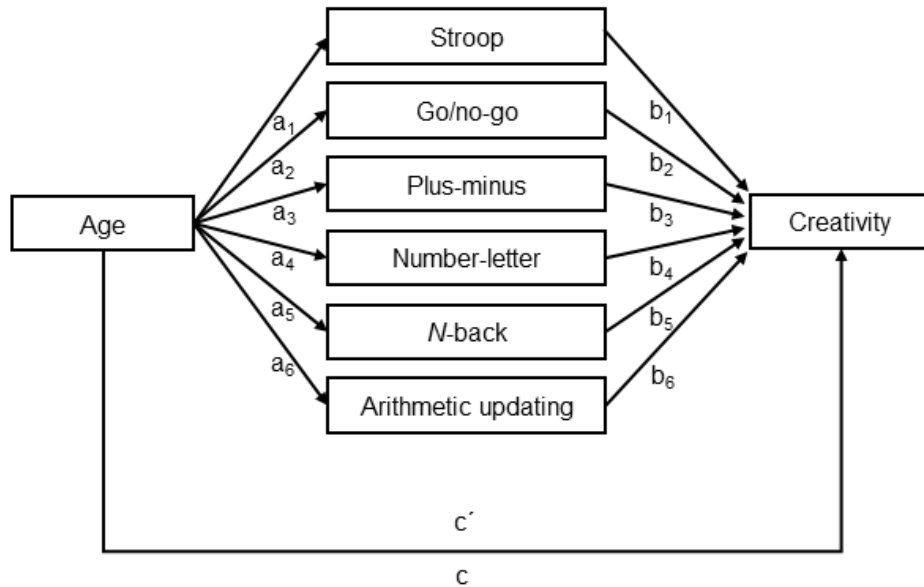 Stroop
Go/no-go
Plus-minus
Number-letter
N-back
Arithmetic updating
Age
Creativity
a₁
a₂
a₃
a₄
a₅
a₆
b₁
b₂
b₃
b₄
b₅
b₆
c´
c